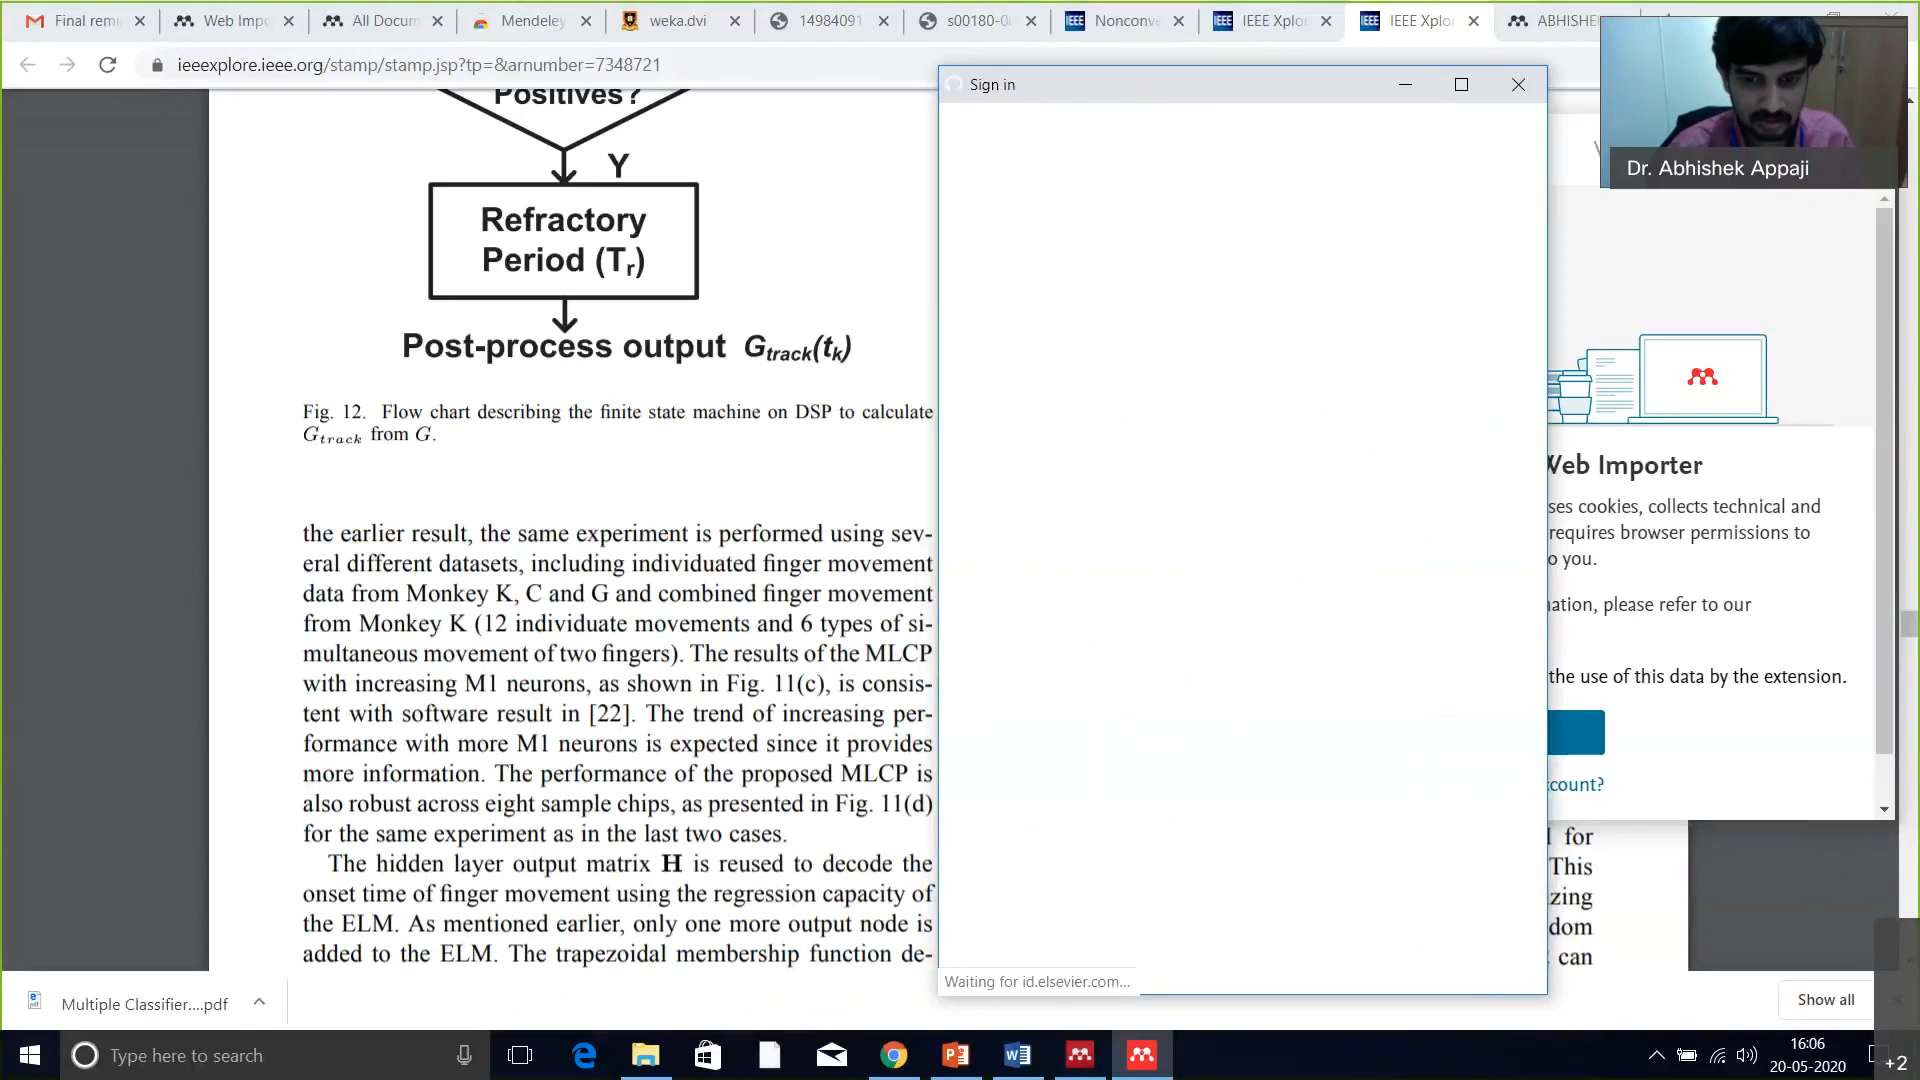 Final remi
Web Impo
All Docum
Mendeley
weka.dvi
14984091
s00180-0
Nonconve
IEEE Xplo
IEEE Xplo
ABHISHE
ieeexplore.ieee.org/stamp/stamp.jsp?tp=&arnumber=7348721
Sign in
Dr. Abhishek Appaji
Positives?
Y
Refractory
Period (Tr)
Post-process output Gtrack(tk)
Fig. 12. Flow chart describing the finite state machine on DSP to calculate
Gtrack from G.
the earlier result, the same experiment is performed using sev-
eral different datasets, including individuated finger movement
data from Monkey K, C and G and combined finger movement
from Monkey K (12 individuate movements and 6 types of si-
multaneous movement of two fingers). The results of the MLCP
with increasing M1 neurons, as shown in Fig. 11(c), is consis-
tent with software result in [22]. The trend of increasing per-
formance with more M1 neurons is expected since it provides
more information. The performance of the proposed MLCP is
also robust across eight sample chips, as presented in Fig. 11(d)
for the same experiment as in the last two cases.
The hidden layer output matrix H is reused to decode the
onset time of finger movement using the regression capacity of
the ELM. As mentioned earlier, only one more output node is
added to the ELM. The trapezoidal membership function de-
Web Importer
ses cookies, collects technical and
requires browser permissions to
o you.
ation, please refer to our
the use of this data by the extension.
count?
for
This
zing
dom
can
Waiting for id.elsevier.com...
Multiple Classifier....pdf
Show all
Type here to search
16:06
20-05-2020
+2